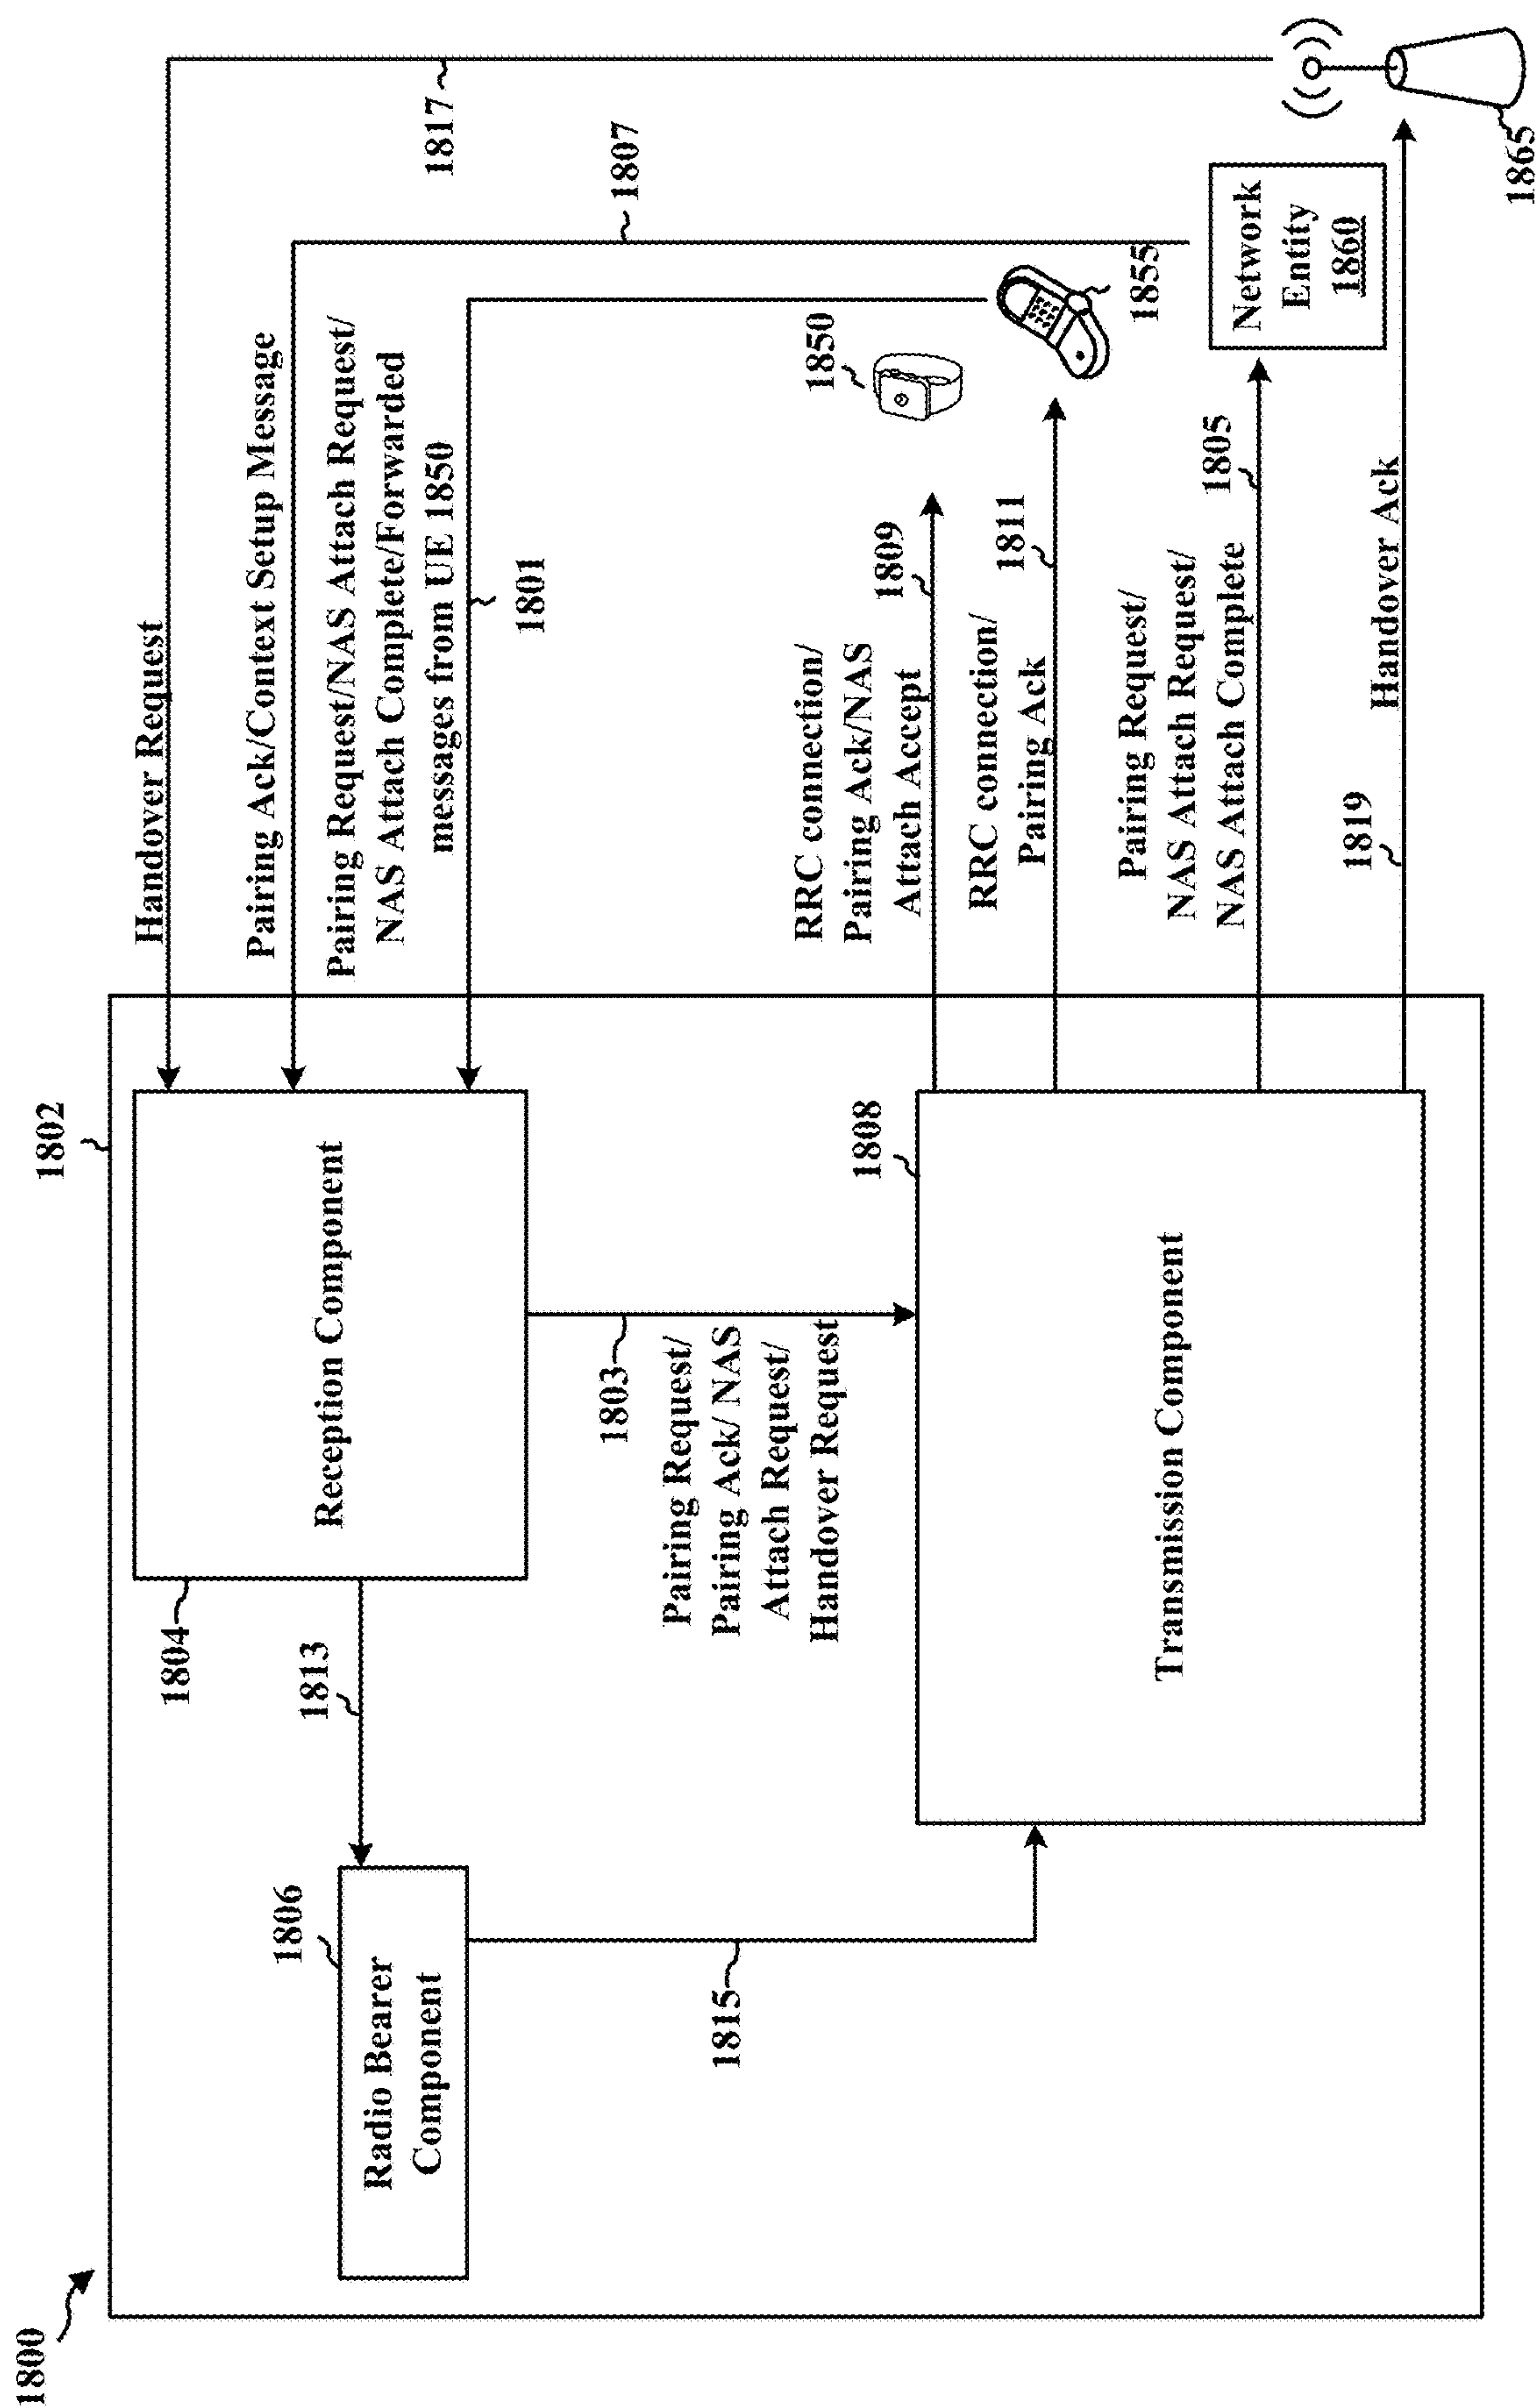 1800
1802
1804
Reception Component
1806
Radio Bearer
Component
1813
1815
1803
Pairing Request/
Pairing Ack/ NAS
Attach Request/
Handover Request
1808
Transmission Component
Handover Request
1817
Pairing Ack/Context Setup Message
1807
Pairing Request/NAS Attach Request/
NAS Attach Complete/Forwarded
messages from UE 1850
1801
RRC connection/
Pairing Ack/NAS
Attach Accept
1809
1850
RRC connection/
Pairing Ack
1811
1855
Pairing Request/
NAS Attach Request/
NAS Attach Complete
1805
Network
Entity
1860
1819
Handover Ack
1865